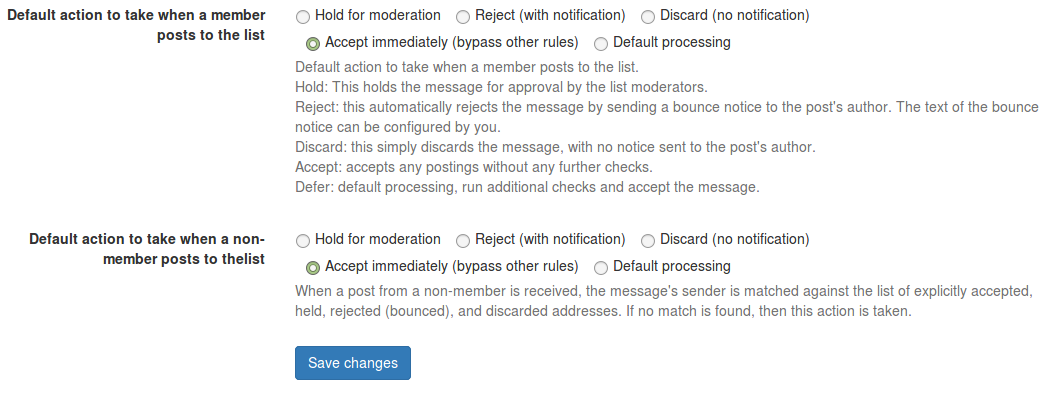 Default action to take when a member posts to the list
Hold for moderation Reject (with notification) Discard (no notification)
Accept immediately (bypass other rules) Default processing
Default action to take when a member posts to the list.
Hold: This holds the message for approval by the list moderators.
Reject: this automatically rejects the message by sending a bounce notice to the post's author. The text of the bounce
notice can be configured by you.
Discard: this simply discards the message, with no notice sent to the post's author.
Accept: accepts any postings without any further checks.
Defer: default processing, run additional checks and accept the message.
Default action to take when a non-
member posts to thelist
Hold for moderation Reject (with notification) Discard (no notification)
Accept immediately (bypass other rules) Default processing
When a post from a non-member is received, the message's sender is matched against the list of explicitly accepted,
held, rejected (bounced), and discarded addresses. If no match is found, then this action is taken.
Save changes